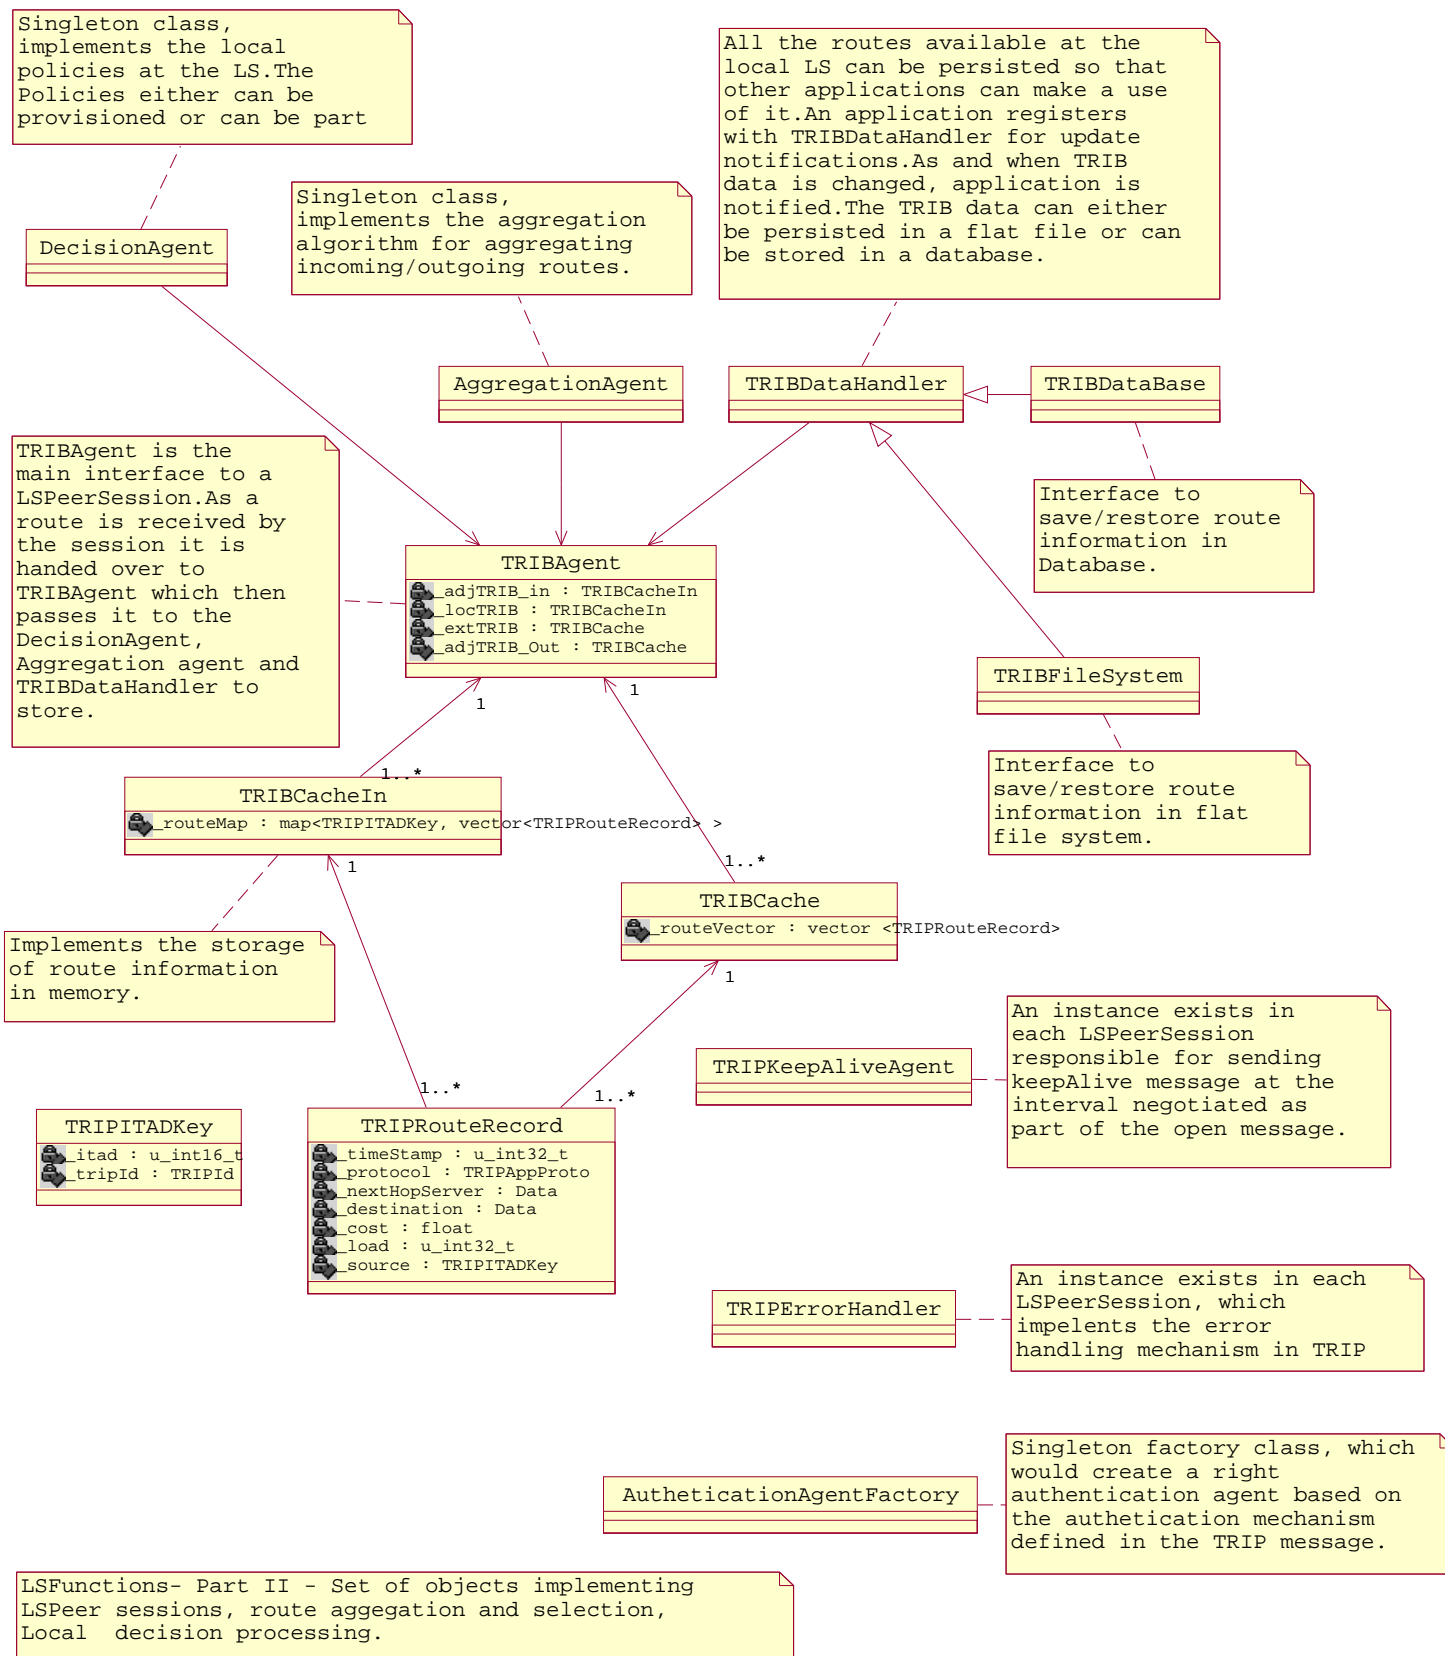 Singleton class,
implements the local
policies at the LS.The
Policies either can be
provisioned or can be part
All the routes available at the
local LS can be persisted so that
other applications can make a use
of it.An application registers
with TRIBDataHandler for update
notifications.As and when TRIB
data is changed, application is
notified.The TRIB data can either
be persisted in a flat file or can
be stored in a database.
Singleton class,
implements the aggregation
algorithm for aggregating
incoming/outgoing routes.
DecisionAgent
AggregationAgent
TRIBDataHandler
TRIBDataBase
TRIBAgent is the
main interface to a
LSPeerSession.As a
route is received by
the session it is
handed over to
TRIBAgent which then
passes it to the
DecisionAgent,
Aggregation agent and
TRIBDataHandler to
store.
Interface to
save/restore route
information in
Database.
TRIBAgent
_adjTRIB_in : TRIBCacheIn
_locTRIB : TRIBCacheIn
_extTRIB : TRIBCache
_adjTRIB_Out : TRIBCache
TRIBFileSystem
1
1
Interface to
save/restore route
information in flat
file system.
1..*
TRIBCacheIn
_routeMap : map<TRIPITADKey, vector<TRIPRouteRecord> >
1
1..*
TRIBCache
_routeVector : vector <TRIPRouteRecord>
1
Implements the storage
of route information
in memory.
An instance exists in
each LSPeerSession
responsible for sending
keepAlive message at the
interval negotiated as
part of the open message.
TRIPKeepAliveAgent
1..*
1..*
TRIPITADKey
_itad : u_int16_t
_tripId : TRIPId
TRIPRouteRecord
_timeStamp : u_int32_t
_protocol : TRIPAppProto
_nextHopServer : Data
_destination : Data
_cost : float
_load : u_int32_t
_source : TRIPITADKey
TRIPErrorHandler
An instance exists in each
LSPeerSession, which
impelents the error
handling mechanism in TRIP
AutheticationAgentFactory
Singleton factory class, which
would create a right
authentication agent based on
the authetication mechanism
defined in the TRIP message.
LSFunctions- Part II - Set of objects implementing
LSPeer sessions, route aggegation and selection,
Local  decision processing.